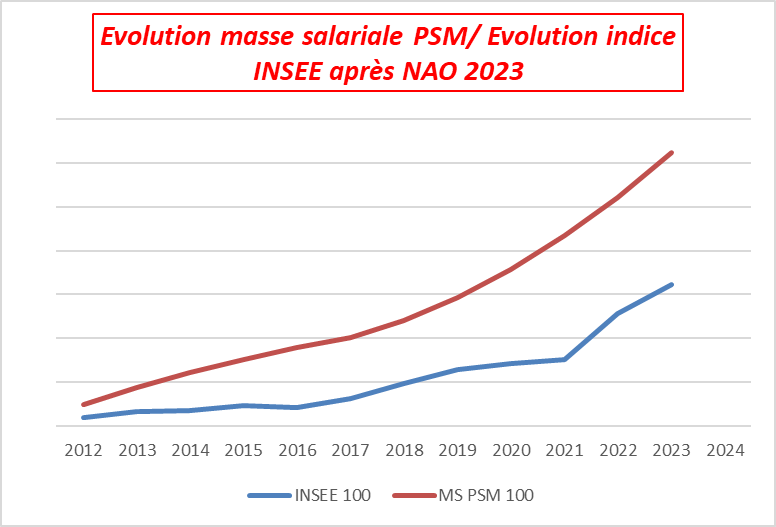 Evolution masse salariale PSM/ Evolution indice
INSEE après NAO 2023
2012 2013 2014 2015 2016 2017 2018 2019 2020 2021 2022 2023 2024
INSEE 100 MS PSM 100